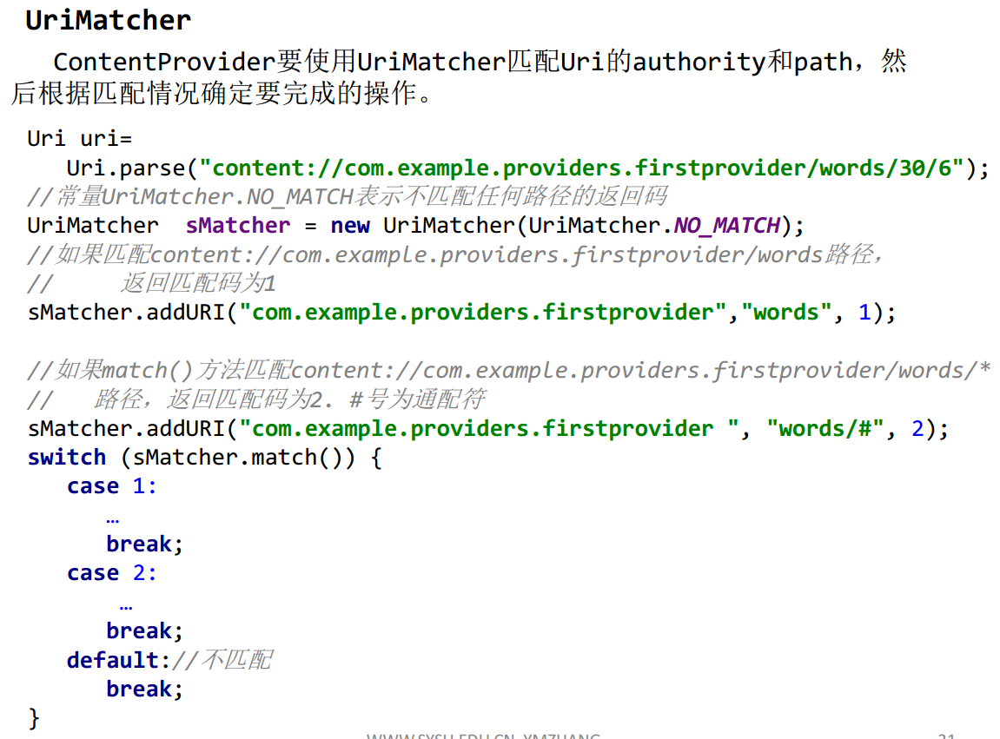 UriMatcher
ContentProvider要使用UriMatcher匹配Uri的authority和path，然
后根据匹配情况确定要完成的操作。
Uri uri=
Uri.parse("content://com.example.providers.firstprovider/words/30/6");
//常量UriMatcher.NO_MATCH表示不匹配任何路径的返回码
UriMatcher  sMatcher = new UriMatcher(UriMatcher.NO_MATCH);
//如果匹配content://com.example.providers.firstprovider/words路径，
//     返回匹配码为1
sMatcher.addURI("com.example.providers.firstprovider","words", 1);
//如果match()方法匹配content://com.example.providers.firstprovider/words/*
//   路径，返回匹配码为2. #号为通配符
sMatcher.addURI("com.example.providers.firstprovider ", "words/#", 2);
switch (sMatcher.match()) {
case 1:
…
break;
case 2:
…
break;
default://不匹配
break;
}
WWW.SYSU.EDU.CN YMZHANG
31